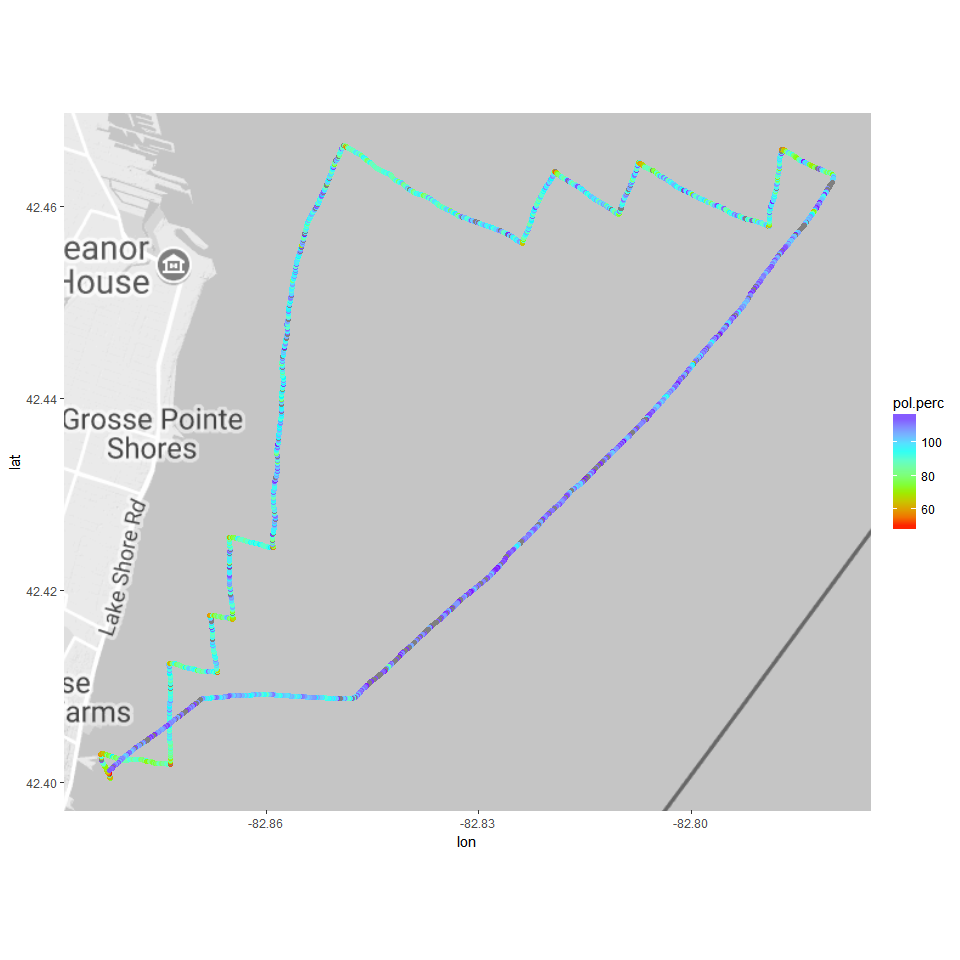 42.46
42.44
42.42
42.40
lat
eanor
House
Grosse Pointe
Shores
Lake Shore Rd
se
arms
-82.86
-82.83
-82.80
lon
pol.perc
100
80
60